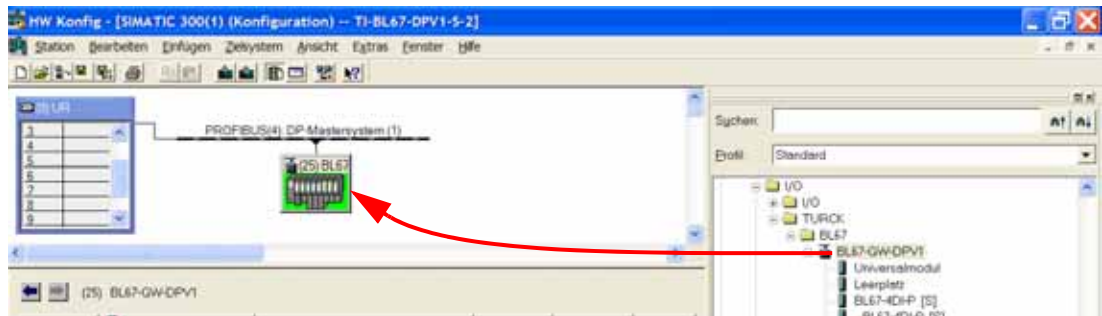 HW Konfig - [SIMATIC 300(1) (Konfiguration) -- TI-BL67-DPV1-S-2]
Station Bearbeiten Einfügen Zielsystem Ansicht Extras Fenster Hilfe
(0) UR
3
4
5
6
7
8
9
PROFIBUS(4): DP-Mastersystem (1)
(25) BL67
Suchen:
Profil:
Standard
I/O
I/O
TURCK
BL67
BL67-GW-DPV1
Universalmodul
Leerplatz
BL67-4DI-P [S]
BL67-4DI-P [S]
(25) BL67-GW-DPV1